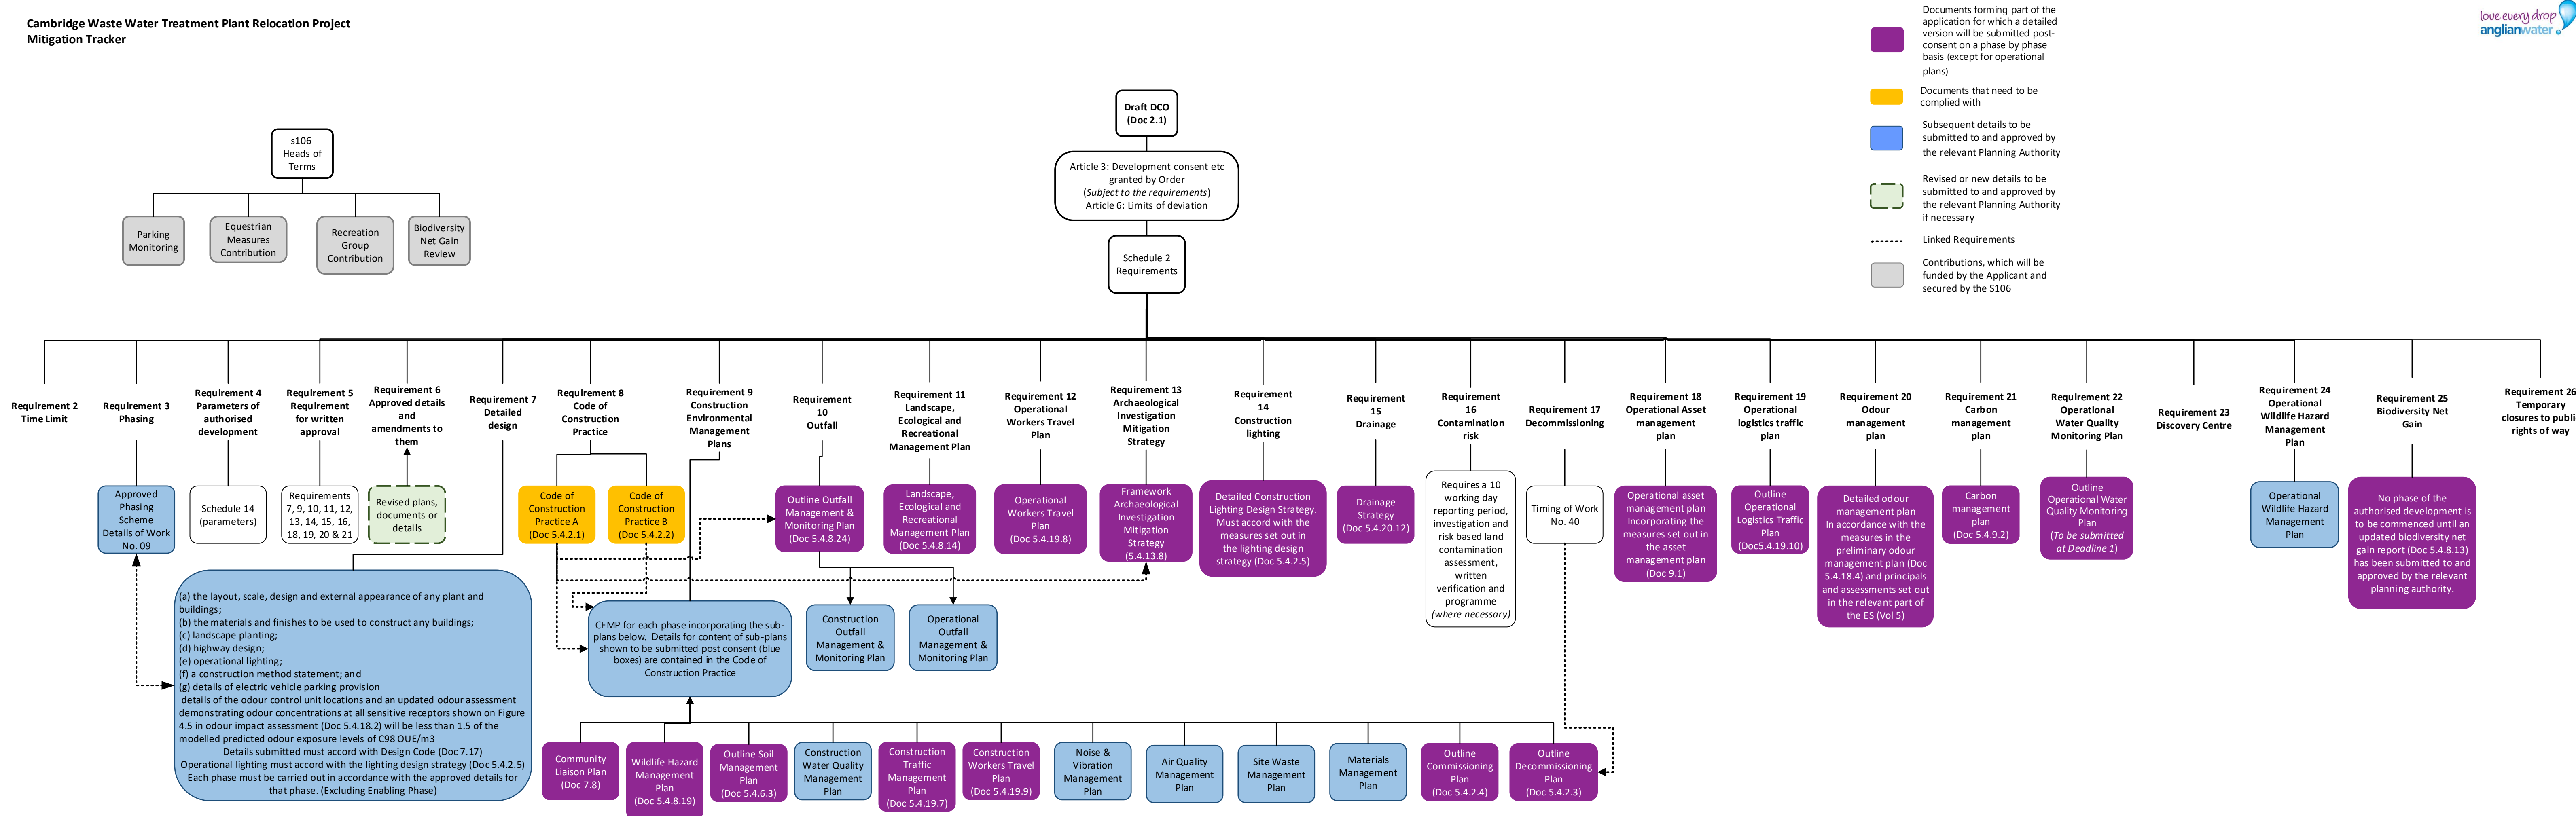 Cambridge Waste Water Treatment Plant Relocation Project
Mitigation Tracker
Documents forming part of the
application for which a detailed
version will be submitted post-
consent on a phase by phase
basis (except for operational
plans)
Documents that need to be
complied with
Subsequent details to be
submitted to and approved by
the relevant Planning Authority
Revised or new details to be
submitted to and approved by
the relevant Planning Authority
if necessary
Linked Requirements
Contributions, which will be
funded by the Applicant and
secured by the S106
love every drop
anglianwater
Draft DCO
(Doc 2.1)
Article 3: Development consent etc
granted by Order
(Subject to the requirements)
Article 6: Limits of deviation
Schedule 2
Requirements
s106
Heads of
Terms
Parking
Monitoring
Equestrian
Measures
Contribution
Recreation
Group
Contribution
Biodiversity
Net Gain
Review
Requirement 2
Time Limit
Requirement 3
Phasing
Requirement 4
Parameters of
authorised
development
Requirement 5
Requirement
for written
approval
Requirement 6
Approved details
and
amendments to
them
Requirement 7
Detailed
design
Requirement 8
Code of
Construction
Practice
Requirement 9
Construction
Environmental
Management
Plans
Requirement
10
Outfall
Requirement 11
Landscape,
Ecological and
Recreational
Management Plan
Requirement 12
Operational
Workers Travel
Plan
Requirement 13
Archaeological
Investigation
Mitigation
Strategy
Requirement
14
Construction
lighting
Requirement
15
Drainage
Requirement
16
Contamination
risk
Requirement 17
Decommissioning
Requirement 18
Operational Asset
management
plan
Requirement 19
Operational
logistics traffic
plan
Requirement 20
Odour
management
plan
Requirement 21
Carbon
management
plan
Requirement 22
Operational
Water Quality
Monitoring Plan
Requirement 23
Discovery Centre
Requirement 24
Operational
Wildlife Hazard
Management
Plan
Requirement 25
Biodiversity Net
Gain
Requirement 26
Temporary
closures to publi
rights of way
Approved
Phasing
Scheme
Details of Work
No. 09
Schedule 14
(parameters)
Requirements
7, 9, 10, 11, 12,
13, 14, 15, 16,
18, 19, 20 & 21
Revised plans,
documents or
details
Code of
Construction
Practice A
(Doc 5.4.2.1)
Code of
Construction
Practice B
(Doc 5.4.2.2)
Outline Outfall
Management &
Monitoring Plan
(Doc 5.4.8.24)
Landscape,
Ecological and
Recreational
Management Plan
(Doc 5.4.8.14)
Operational
Workers Travel
Plan
(Doc 5.4.19.8)
Framework
Archaeological
Investigation
Mitigation
Strategy
(5.4.13.8)
Detailed Construction
Lighting Design Strategy.
Must accord with the
measures set out in
the lighting design
strategy (Doc 5.4.2.5)
Drainage
Strategy
(Doc 5.4.20.12)
Requires a 10
working day
reporting period,
investigation and
risk based land
contamination
assessment,
written
verification and
programme
(where necessary)
Timing of Work
No. 40
Operational asset
management plan
Incorporating the
measures set out in
the asset
management plan
(Doc 9.1)
Outline
Operational
Logistics Traffic
Plan
(Doc5.4.19.10)
Detailed odour
management plan
In accordance with the
measures in the
preliminary odour
management plan (Doc
5.4.18.4) and principals
and assessments set out
in the relevant part of
the ES (Vol 5)
Carbon
management
plan
(Doc 5.4.9.2)
Outline
Operational Water
Quality Monitoring
Plan
(To be submitted
at Deadline 1)
Operational
Wildlife Hazard
Management
Plan
No phase of the
authorised development is
to be commenced until an
updated biodiversity net
gain report (Doc 5.4.8.13)
has been submitted to and
approved by the relevant
planning authority.
(a) the layout, scale, design and external appearance of any plant and
buildings;
(b) the materials and finishes to be used to construct any buildings;
(c) landscape planting;
(d) highway design;
(e) operational lighting;
(f) a construction method statement; and
(g) details of electric vehicle parking provision
details of the odour control unit locations and an updated odour assessment
demonstrating odour concentrations at all sensitive receptors shown on Figure
4.5 in odour impact assessment (Doc 5.4.18.2) will be less than 1.5 of the
modelled predicted odour exposure levels of C98 OUE/m3
Details submitted must accord with Design Code (Doc 7.17)
Operational lighting must accord with the lighting design strategy (Doc 5.4.2.5)
Each phase must be carried out in accordance with the approved details for
that phase. (Excluding Enabling Phase)
CEMP for each phase incorporating the sub-
plans below. Details for content of sub-plans
shown to be submitted post consent (blue
boxes) are contained in the Code of
Construction Practice
Construction
Outfall
Management &
Monitoring Plan
Operational
Outfall
Management &
Monitoring Plan
Community
Liaison Plan
(Doc 7.8)
Wildlife Hazard
Management
Plan
(Doc 5.4.8.19)
Outline Soil
Management
Plan
(Doc 5.4.6.3)
Construction
Water Quality
Management
Plan
Construction
Traffic
Management
Plan
(Doc 5.4.19.7)
Construction
Workers Travel
Plan
(Doc 5.4.19.9)
Noise &
Vibration
Management
Plan
Air Quality
Management
Plan
Site Waste
Management
Plan
Materials
Management
Plan
Outline
Commissioning
Plan
(Doc 5.4.2.4)
Outline
Decommissioning
Plan
(Doc 5.4.2.3)